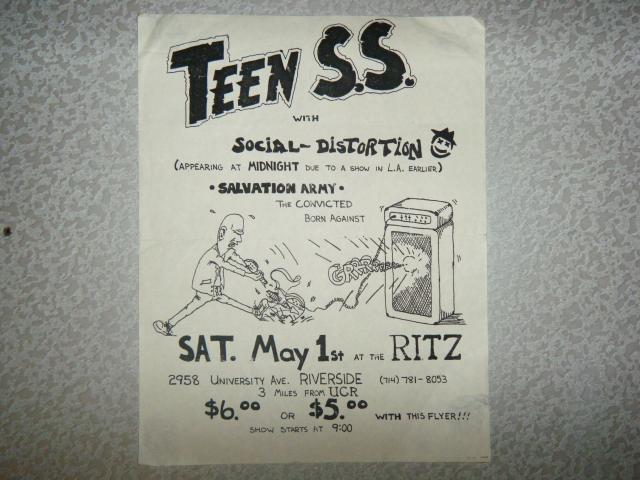 TEEN S.S.
WITH
SOCIAL-DISTORTION
(APPEARING AT MIDNIGHT DUE TO A SHOW IN L.A. EARLIER)
• SALVATION ARMY •
THE CONVICTED
BORN AGAINST
GRRRR
SAT. MAY 1ST AT THE RITZ
2958 UNIVERSITY AVE. RIVERSIDE (714) 781-8053
3 MILES FROM UCR
$6.00 OR $5.00 WITH THIS FLYER!!!
SHOW STARTS AT 9:00